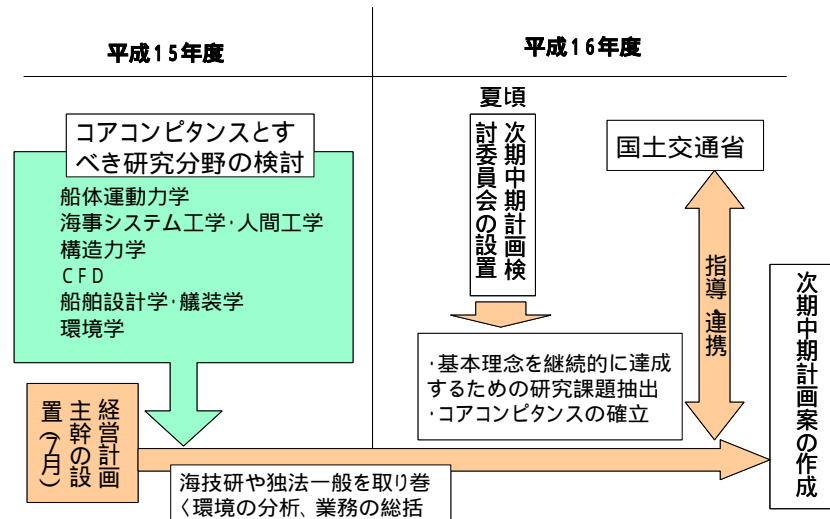 平成15年度
平成16年度
コアコンピタンスとす
べき研究分野の検討
船体運動力学
海事システム工学・人間工学
構造力学
CFD
船舶設計学・艤装学
環境学
経営計画
主幹の設
置(7月)
海技研や独法一般を取り巻
く環境の分析、業務の総括
夏頃
次期中期計画検
討委員会の設置
・基本理念を継続的に達成
するための研究課題抽出
・コアコンピタンスの確立
国土交通省
指導・連携
次期中期計画案の作成